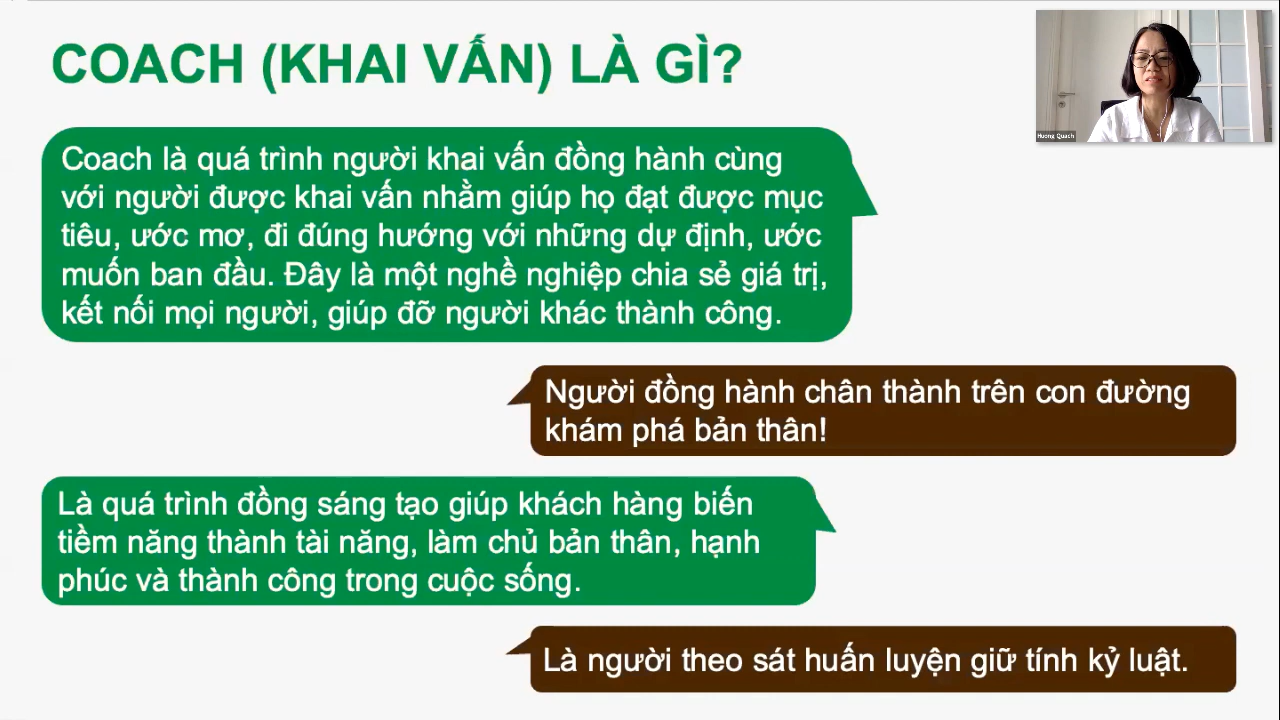 COACH (KHAI VẤN) LÀ GÌ?
Huong Quach
Coach là quá trình người khai vấn đồng hành cùng
với người được khai vấn nhằm giúp họ đạt được mục
tiêu, ước mơ, đi đúng hướng với những dự định, ước
muốn ban đầu. Đây là một nghề nghiệp chia sẻ giá trị,
kết nối mọi người, giúp đỡ người khác thành công.
Người đồng hành chân thành trên con đường
khám phá bản thân!
Là quá trình đồng sáng tạo giúp khách hàng biến
tiềm năng thành tài năng, làm chủ bản thân, hạnh
phúc và thành công trong cuộc sống.
Là người theo sát huấn luyện giữ tính kỷ luật.